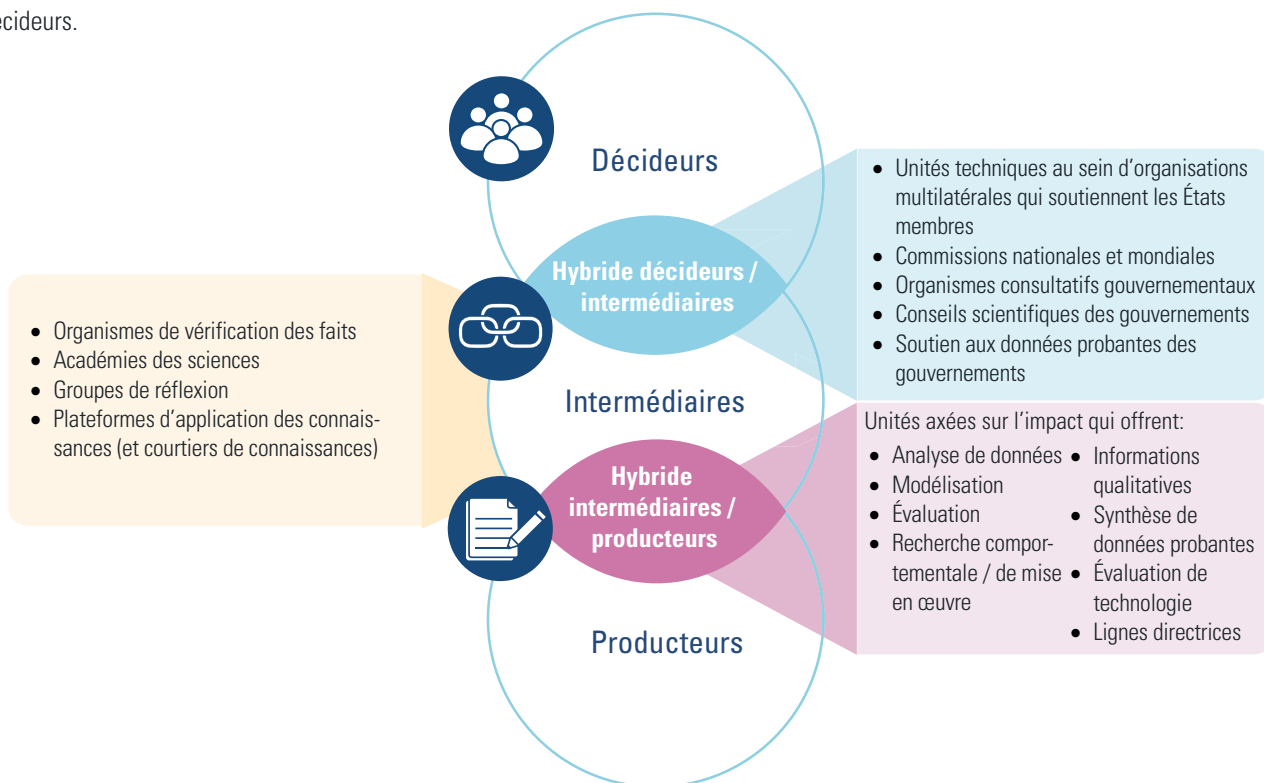 écideurs.
Décideurs
Hybride décideurs /
intermédiaires
• Unités techniques au sein d’organisations
multilatérales qui soutiennent les États
membres
• Commissions nationales et mondiales
• Organismes consultatifs gouvernementaux
• Conseils scientifiques des gouvernements
• Soutien aux données probantes des
gouvernements
• Organismes de vérification des faits
• Académies des sciences
• Groupes de réflexion
• Plateformes d’application des connais-
sances (et courtiers de connaissances)
Intermédiaires
Hybride
intermédiaires /
producteurs
Unités axées sur l’impact qui offrent:
• Analyse de données
• Modélisation
• Évaluation
• Recherche compor-
tementale / de mise
en œuvre
• Informations
qualitatives
• Synthèse de
données probantes
• Évaluation de
technologie
• Lignes directrices
Producteurs